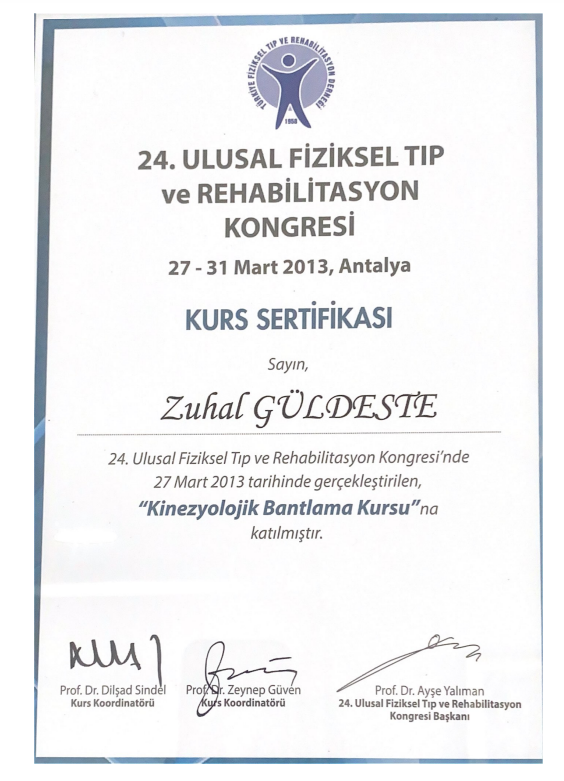 TÜRKİYE FİZİKSEL TIP VE REHABİLİTASYON DERNEĞİ
1958
24. ULUSAL FİZİKSEL TIP
ve REHABİLİTASYON
KONGRESİ
27 - 31 Mart 2013, Antalya
KURS SERTİFİKASI
Sayın,
Zuhal GÜLDESTE
24. Ulusal Fiziksel Tıp ve Rehabilitasyon Kongresi’nde
27 Mart 2013 tarihinde gerçekleştirilen,
“Kinezyolojik Bantlama Kursu”na
katılmıştır.
Prof. Dr. Dilşad Sindel
Kurs Koordinatörü
Prof. Dr. Zeynep Güven
Kurs Koordinatörü
Prof. Dr. Ayşe Yalıman
24. Ulusal Fiziksel Tıp ve Rehabilitasyon
Kongresi Başkanı